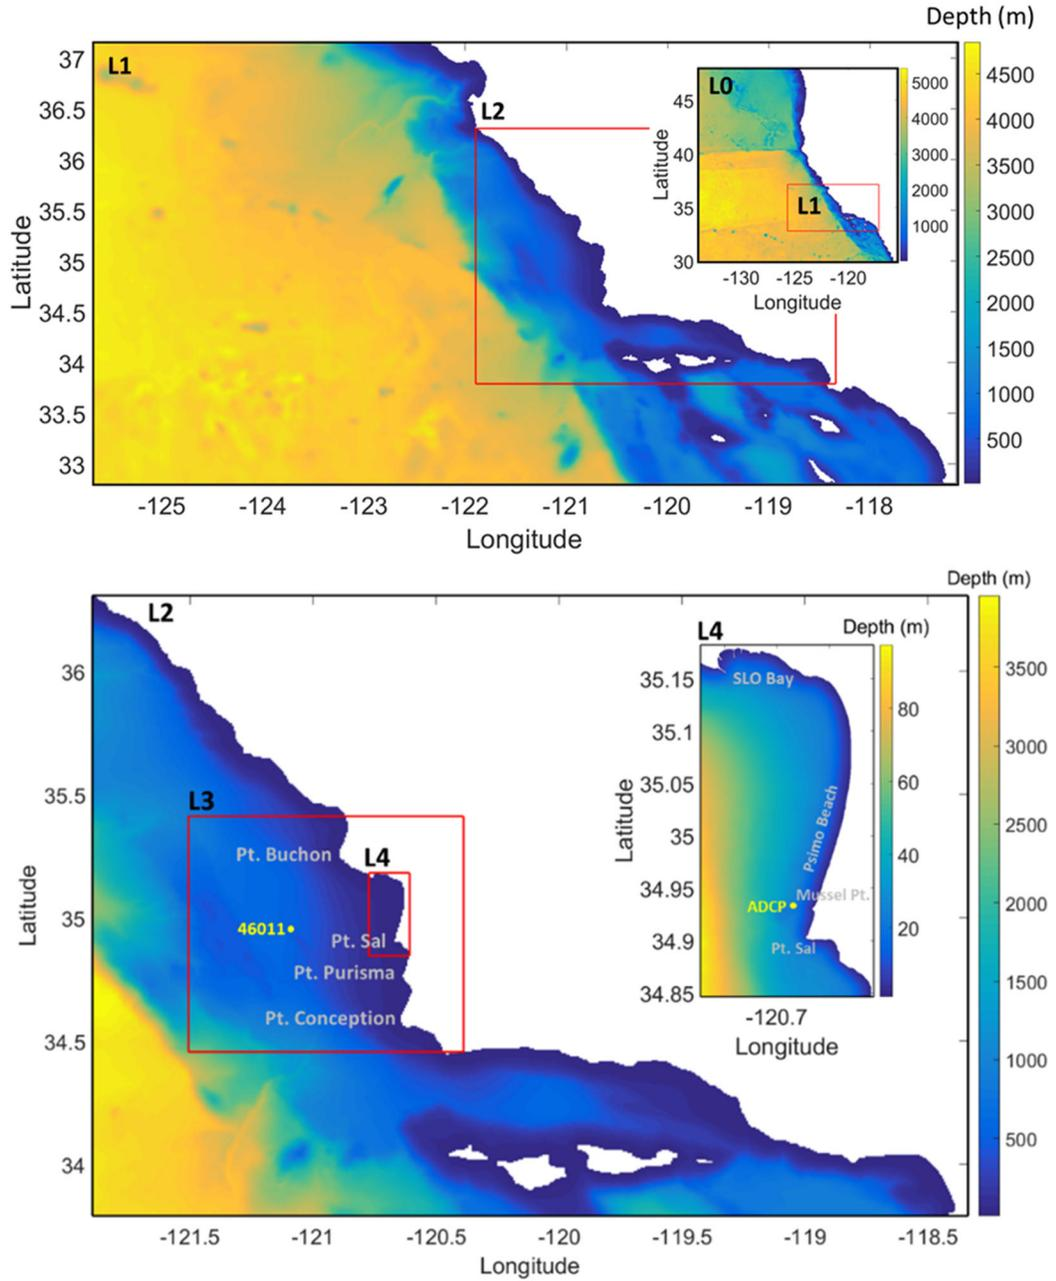 Depth (m)
L1
L2
37
36.5
36
35.5
35
34.5
34
33.5
33
Latitude
-125
-124
-123
-122
-121
-120
-119
-118
Longitude
4500
4000
3500
3000
2500
2000
1500
1000
500
L0
L1
45
40
35
30
Latitude
-130
-125
-120
Longitude
5000
4000
3000
2000
1000
Depth (m)
L2
L3
L4
Pt. Buchon
46011
Pt. Sal
Pt. Purisma
Pt. Conception
36
35.5
35
34.5
34
Latitude
-121.5
-121
-120.5
-120
-119.5
-119
-118.5
Longitude
3500
3000
2500
2000
1500
1000
500
L4
Depth (m)
SLO Bay
Psimo Beach
Mussel Pt.
ADCP
Pt. Sal
35.15
35.1
35.05
35
34.95
34.9
34.85
Latitude
-120.7
Longitude
80
60
40
20